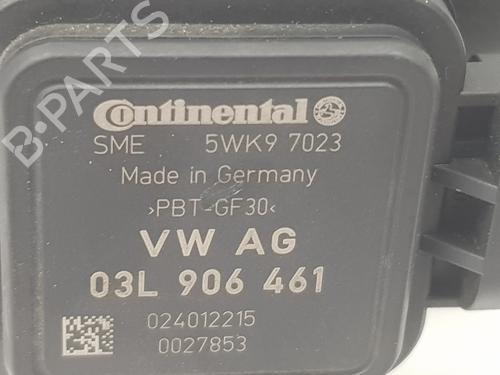 B-PARTS
Continental
SME 5WK9 7023
Made in Germany
>PBT-GF30<
VW AG
03L 906 461
024012215
0027853